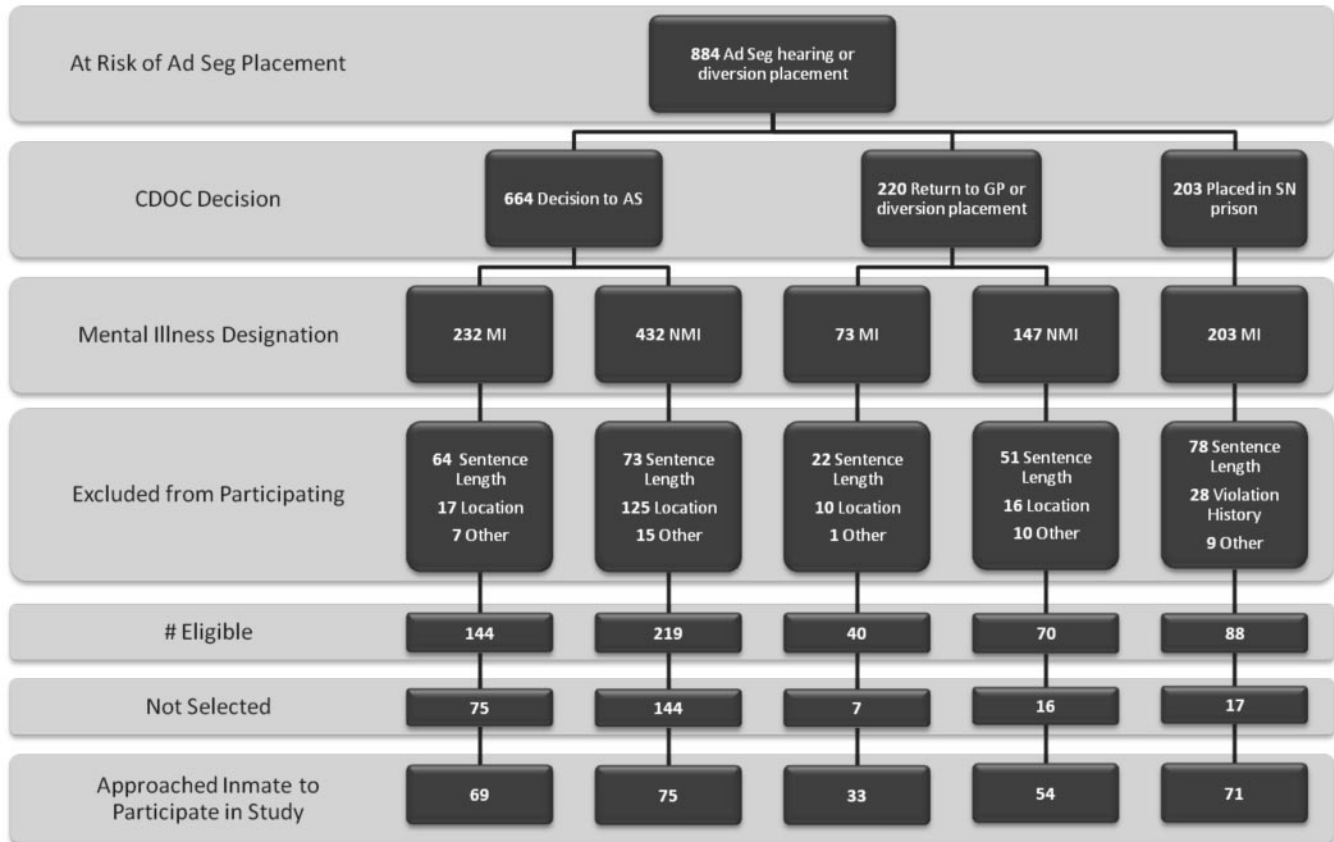 At Risk of Ad Seg Placement
884 Ad Seg hearing or
diversion placement
CDOC Decision
664 Decision to AS
220 Return to GP or
diversion placement
203 Placed in SN
prison
Mental Illness Designation
232 MI
432 NMI
73 MI
147 NMI
203 MI
Excluded from Participating
64 Sentence
Length
17 Location
7 Other
73 Sentence
Length
125 Location
15 Other
22 Sentence
Length
10 Location
1 Other
51 Sentence
Length
16 Location
10 Other
78 Sentence
Length
28 Violation
History
9 Other
# Eligible
144
219
40
70
88
Not Selected
75
144
7
16
17
Approached Inmate to
Participate in Study
69
75
33
54
71